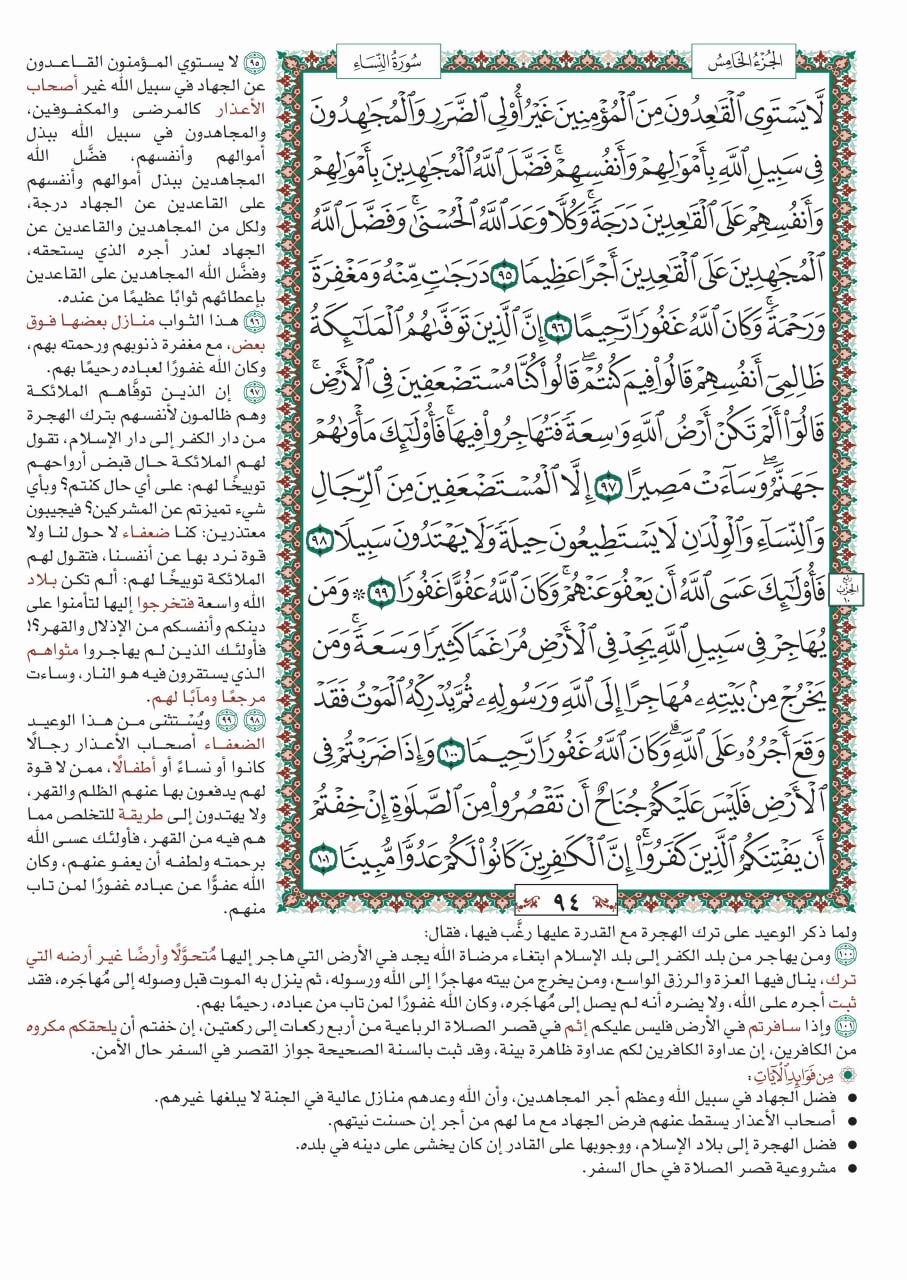 الجُزْءُ الخَامِسُ
سُورَةُ النِّسَاءِ
لَّا يَسْتَوِى ٱلْقَٰعِدُونَ مِنَ ٱلْمُؤْمِنِينَ غَيْرُ أُو۟لِى ٱلضَّرَرِ وَٱلْمُجَٰهِدُونَ
فِى سَبِيلِ ٱللَّهِ بِأَمْوَٰلِهِمْ وَأَنفُسِهِمْۚ فَضَّلَ ٱللَّهُ ٱلْمُجَٰهِدِينَ بِأَمْوَٰلِهِمْ
وَأَنفُسِهِمْ عَلَى ٱلْقَٰعِدِينَ دَرَجَةًۚ وَكُلًّا وَعَدَ ٱللَّهُ ٱلْحُسْنَىٰۚ وَفَضَّلَ ٱللَّهُ
ٱلْمُجَٰهِدِينَ عَلَى ٱلْقَٰعِدِينَ أَجْرًا عَظِيمًا ٩٥ دَرَجَٰتٍ مِّنْهُ وَمَغْفِرَةً
وَرَحْمَةًۚ وَكَانَ ٱللَّهُ غَفُورًا رَّحِيمًا ٩٦ إِنَّ ٱلَّذِينَ تَوَفَّىٰهُمُ ٱلْمَلَٰٓئِكَةُ
ظَالِمِىٓ أَنفُسِهِمْ قَالُوا۟ فِيمَ كُنتُمْۖ قَالُوا۟ كُنَّا مُسْتَضْعَفِينَ فِى ٱلْأَرْضِۚ
قَالُوٓا۟ أَلَمْ تَكُنْ أَرْضُ ٱللَّهِ وَٰسِعَةً فَتُهَاجِرُوا۟ فِيهَاۚ فَأُو۟لَٰٓئِكَ مَأْوَىٰهُمْ
جَهَنَّمُۖ وَسَآءَتْ مَصِيرًا ٩٧ إِلَّا ٱلْمُسْتَضْعَفِينَ مِنَ ٱلرِّجَالِ
وَٱلنِّسَآءِ وَٱلْوِلْدَٰنِ لَا يَسْتَطِيعُونَ حِيلَةً وَلَا يَهْتَدُونَ سَبِيلًا ٩٨
فَأُو۟لَٰٓئِكَ عَسَى ٱللَّهُ أَن يَعْفُوَ عَنْهُمْۚ وَكَانَ ٱللَّهُ عَفُوًّا غَفُورًا ٩٩ ۞ وَمَن
يُهَاجِرْ فِى سَبِيلِ ٱللَّهِ يَجِدْ فِى ٱلْأَرْضِ مُرَٰغَمًا كَثِيرًا وَسَعَةًۚ وَمَن
يَخْرُجْ مِنۢ بَيْتِهِۦ مُهَاجِرًا إِلَى ٱللَّهِ وَرَسُولِهِۦ ثُمَّ يُدْرِكْهُ ٱلْمَوْتُ فَقَدْ
وَقَعَ أَجْرُهُۥ عَلَى ٱللَّهِۗ وَكَانَ ٱللَّهُ غَفُورًا رَّحِيمًا ١٠٠ وَإِذَا ضَرَبْتُمْ فِى
ٱلْأَرْضِ فَلَيْسَ عَلَيْكُمْ جُنَاحٌ أَن تَقْصُرُوا۟ مِنَ ٱلصَّلَوٰةِ إِنْ خِفْتُمْ
أَن يَفْتِنَكُمُ ٱلَّذِينَ كَفَرُوٓا۟ۚ إِنَّ ٱلْكَٰفِرِينَ كَانُوا۟ لَكُمْ عَدُوًّا مُّبِينًا ١٠١
ربع
الحزب
١٠
٩٤
٩٥ لا يستوي المؤمنون القاعدون
عن الجهاد في سبيل الله غير أصحاب
الأعذار كالمرضى والمكفوفين،
والمجاهدون في سبيل الله ببذل
أموالهم وأنفسهم، فضَّل الله
المجاهدين ببذل أموالهم وأنفسهم
على القاعدين عن الجهاد درجة،
ولكل من المجاهدين والقاعدين عن
الجهاد لعذر أجره الذي يستحقه،
وفضَّل الله المجاهدين على القاعدين
بإعطائهم ثوابًا عظيمًا من عنده.
٩٦ هذا الثواب منازل بعضها فوق
بعض، مع مغفرة ذنوبهم ورحمته بهم،
وكان الله غفورًا لعباده رحيمًا بهم.
٩٧ إن الذين توفَّاهم الملائكة
وهم ظالمون لأنفسهم بترك الهجرة
من دار الكفر إلى دار الإسلام، تقول
لهم الملائكة حال قبض أرواحهم
توبيخًا لهم: على أي حال كنتم؟ وبأي
شيء تميزتم عن المشركين؟ فيجيبون
معتذرين: كنا ضعفاء لا حول لنا ولا
قوة نرد بها عن أنفسنا، فتقول لهم
الملائكة توبيخًا لهم: ألم تكن بلاد
الله واسعة فتخرجوا إليها لتأمنوا على
دينكم وأنفسكم من الإذلال والقهر؟!
فأولئك الذين لم يهاجروا مثواهم
الذي يستقرون فيه هو النار، وساءت
مرجعًا ومآبًا لهم.
٩٨ ٩٩ ويُسْتثنى من هذا الوعيد
الضعفاء أصحاب الأعذار رجالًا
كانوا أو نساءً أو أطفالًا، ممن لا قوة
لهم يدفعون بها عنهم الظلم والقهر،
ولا يهتدون إلى طريقة للتخلص مما
هم فيه من القهر، فأولئك عسى الله
برحمته ولطفه أن يعفو عنهم، وكان
الله عفوًّا عن عباده غفورًا لمن تاب
منهم.
ولما ذكر الوعيد على ترك الهجرة مع القدرة عليها رغَّب فيها، فقال:
١٠٠ ومن يهاجر من بلد الكفر إلى بلد الإسلام ابتغاء مرضاة الله يجد في الأرض التي هاجر إليها مُتحوَّلًا وأرضًا غير أرضه التي
ترك، ينال فيها العزة والرزق الواسع، ومن يخرج من بيته مهاجرًا إلى الله ورسوله، ثم ينزل به الموت قبل وصوله إلى مُهاجَره، فقد
ثبت أجره على الله، ولا يضره أنه لم يصل إلى مُهاجَره، وكان الله غفورًا لمن تاب من عباده، رحيمًا بهم.
١٠١ وإذا سافرتم في الأرض فليس عليكم إثم في قصر الصلاة الرباعية من أربع ركعات إلى ركعتين، إن خفتم أن يلحقكم مكروه
من الكافرين، إن عداوة الكافرين لكم عداوة ظاهرة بينة، وقد ثبت بالسنة الصحيحة جواز القصر في السفر حال الأمن.
مِن فَوَائِدِ الآيَاتِ:
• فضل الجهاد في سبيل الله وعظم أجر المجاهدين، وأن الله وعدهم منازل عالية في الجنة لا يبلغها غيرهم.
• أصحاب الأعذار يسقط عنهم فرض الجهاد مع ما لهم من أجر إن حسنت نيتهم.
• فضل الهجرة إلى بلاد الإسلام، ووجوبها على القادر إن كان يخشى على دينه في بلده.
• مشروعية قصر الصلاة في حال السفر.